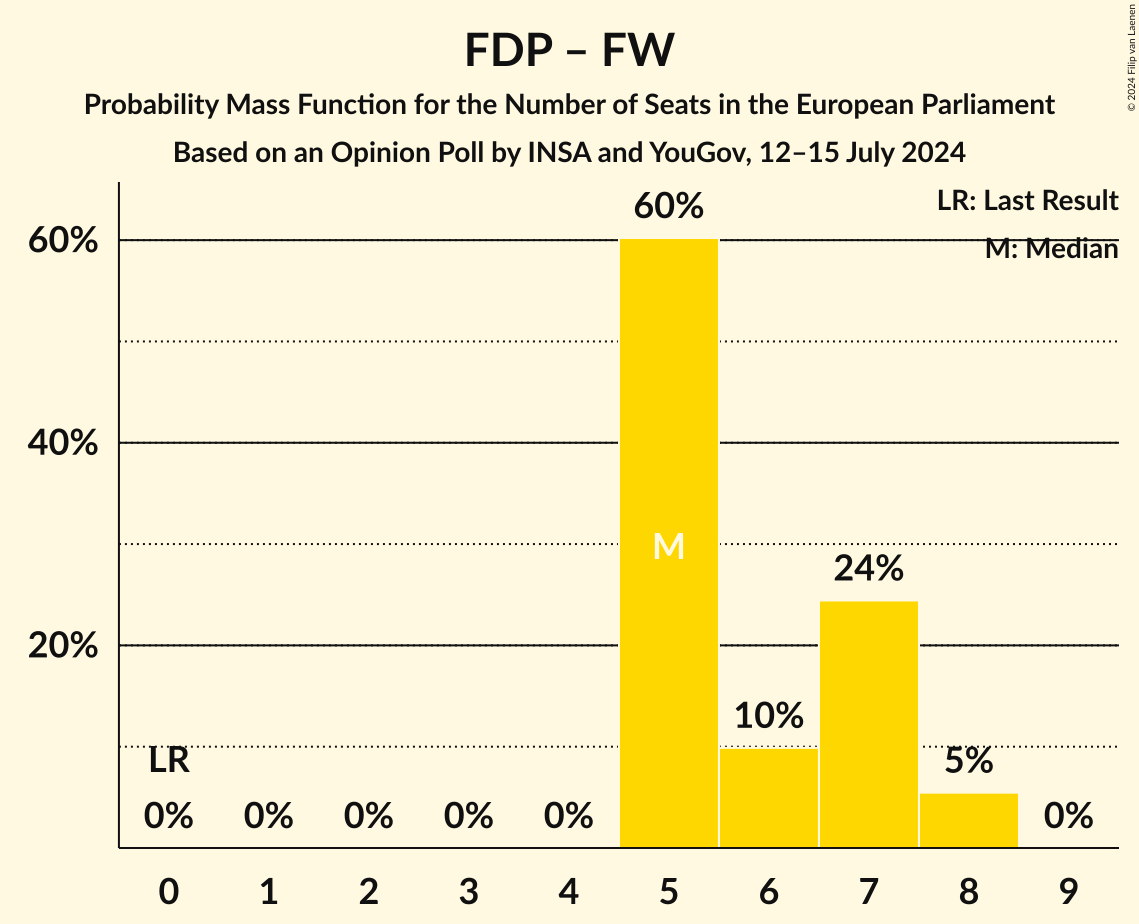 FDP – FW
Probability Mass Function for the Number of Seats in the European Parliament
Based on an Opinion Poll by INSA and YouGov, 12–15 July 2024
© 2024 Filip van Laenen
LR: Last Result
M: Median
60%
40%
20%
LR
0%
0%
0%
0%
0%
60%
M
10%
24%
5%
0%
0 1 2 3 4 5 6 7 8 9